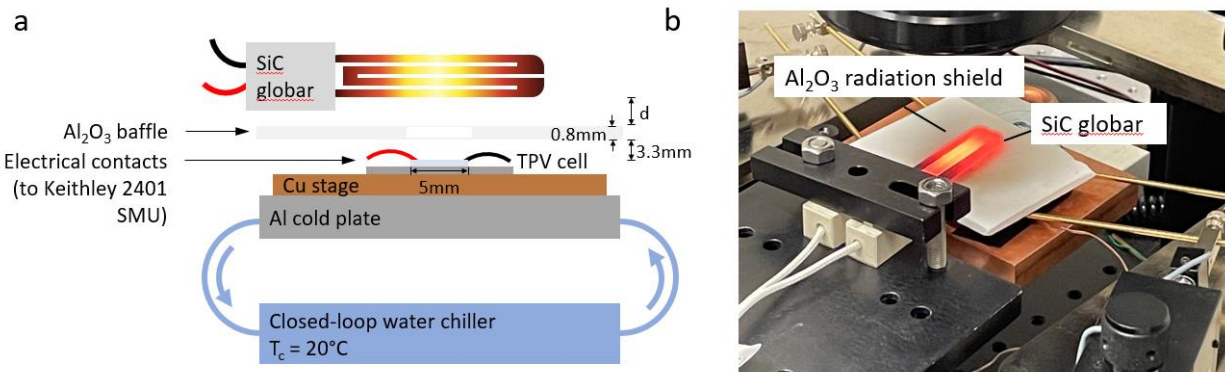 a
SiC
globar
Al₂O₃ baffle
d
0.8mm
Electrical contacts
(to Keithley 2401
SMU)
3.3mm
TPV cell
Cu stage
5mm
Al cold plate
Closed-loop water chiller
T꜀ = 20°C
b
Al₂O₃ radiation shield
SiC globar